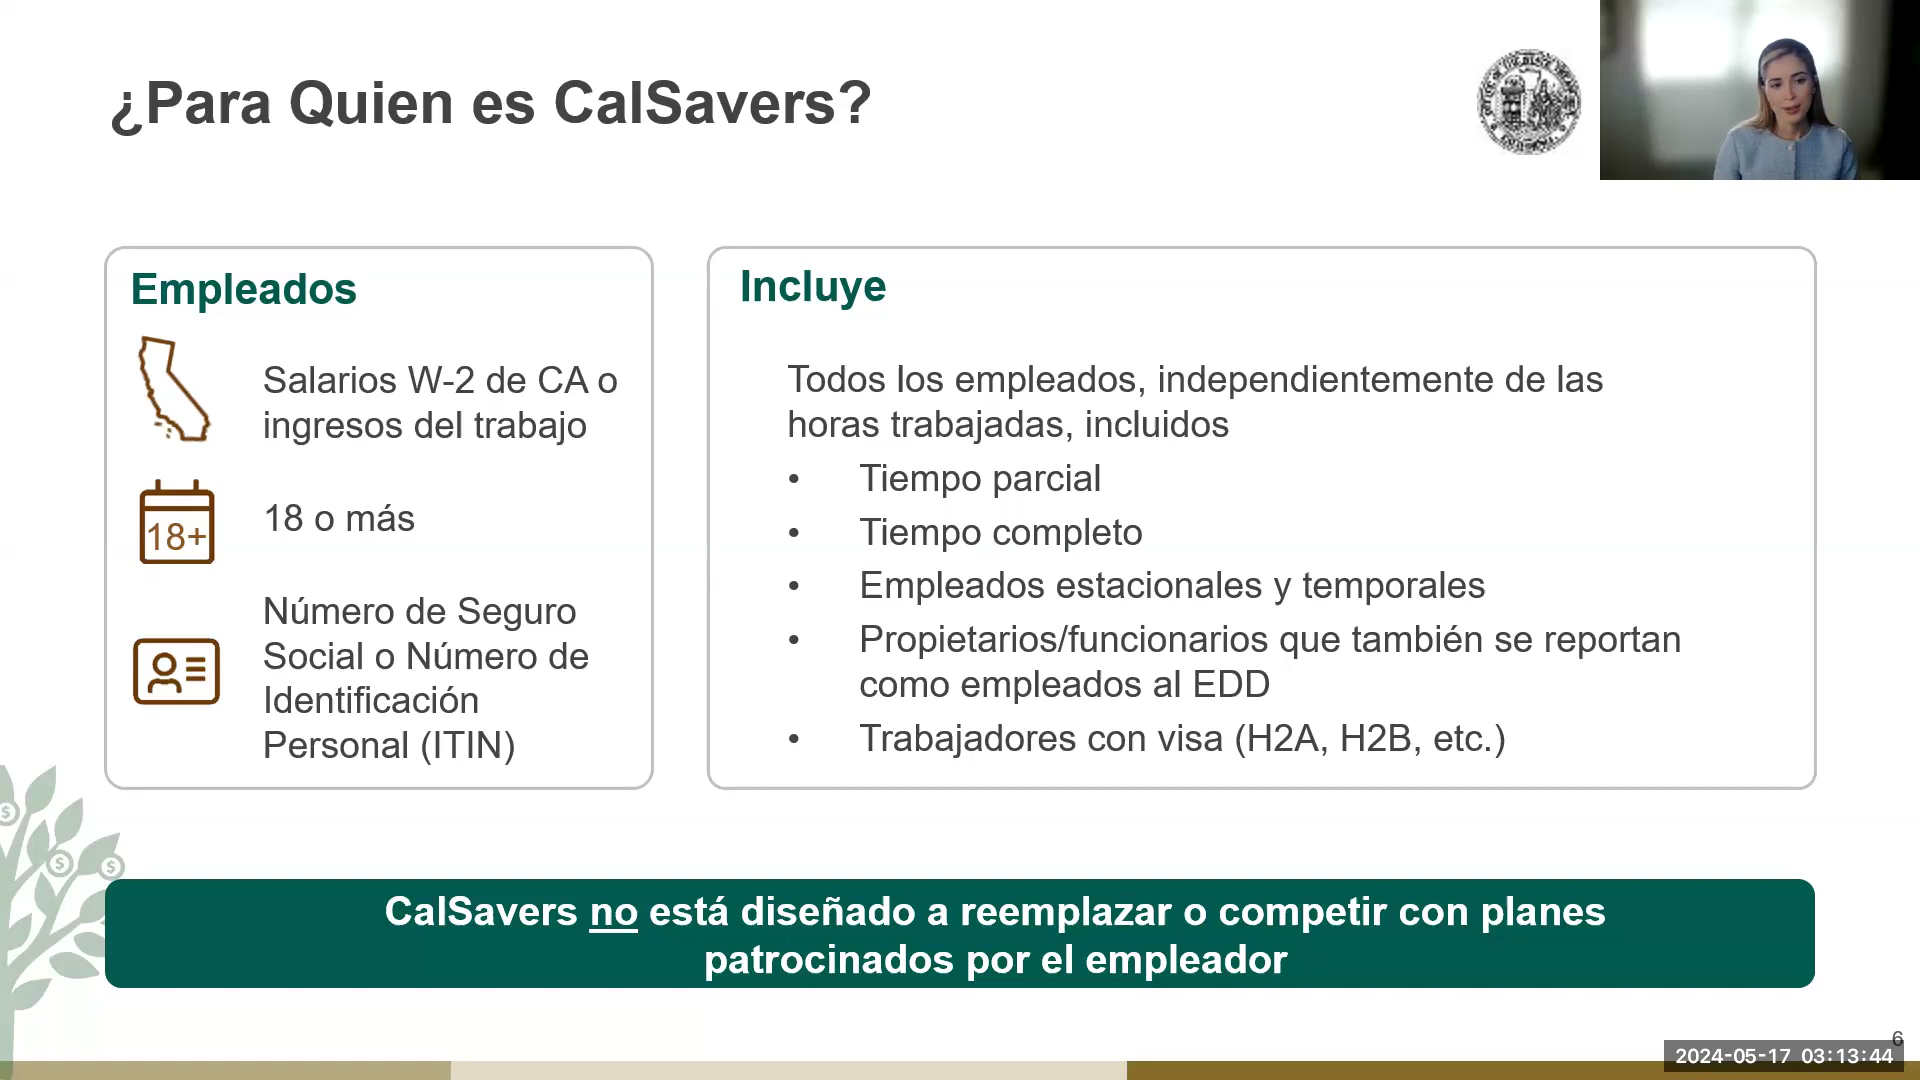 ¿Para Quien es CalSavers?
Empleados
Salarios W-2 de CA o
ingresos del trabajo
18+
18 o más
Número de Seguro
Social o Número de
Identificación
Personal (ITIN)
Incluye
Todos los empleados, independientemente de las
horas trabajadas, incluidos
• Tiempo parcial
• Tiempo completo
• Empleados estacionales y temporales
• Propietarios/funcionarios que también se reportan
como empleados al EDD
• Trabajadores con visa (H2A, H2B, etc.)
$
$
$
CalSavers no está diseñado a reemplazar o competir con planes
patrocinados por el empleador
6
2024-05-17 03:13:44